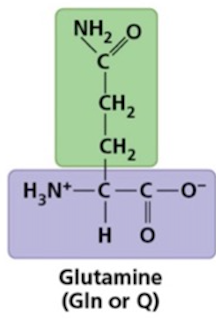 NH₂ O
C
CH₂
CH₂
H₃N⁺—C—C—O⁻
H O
Glutamine
(Gln or Q)